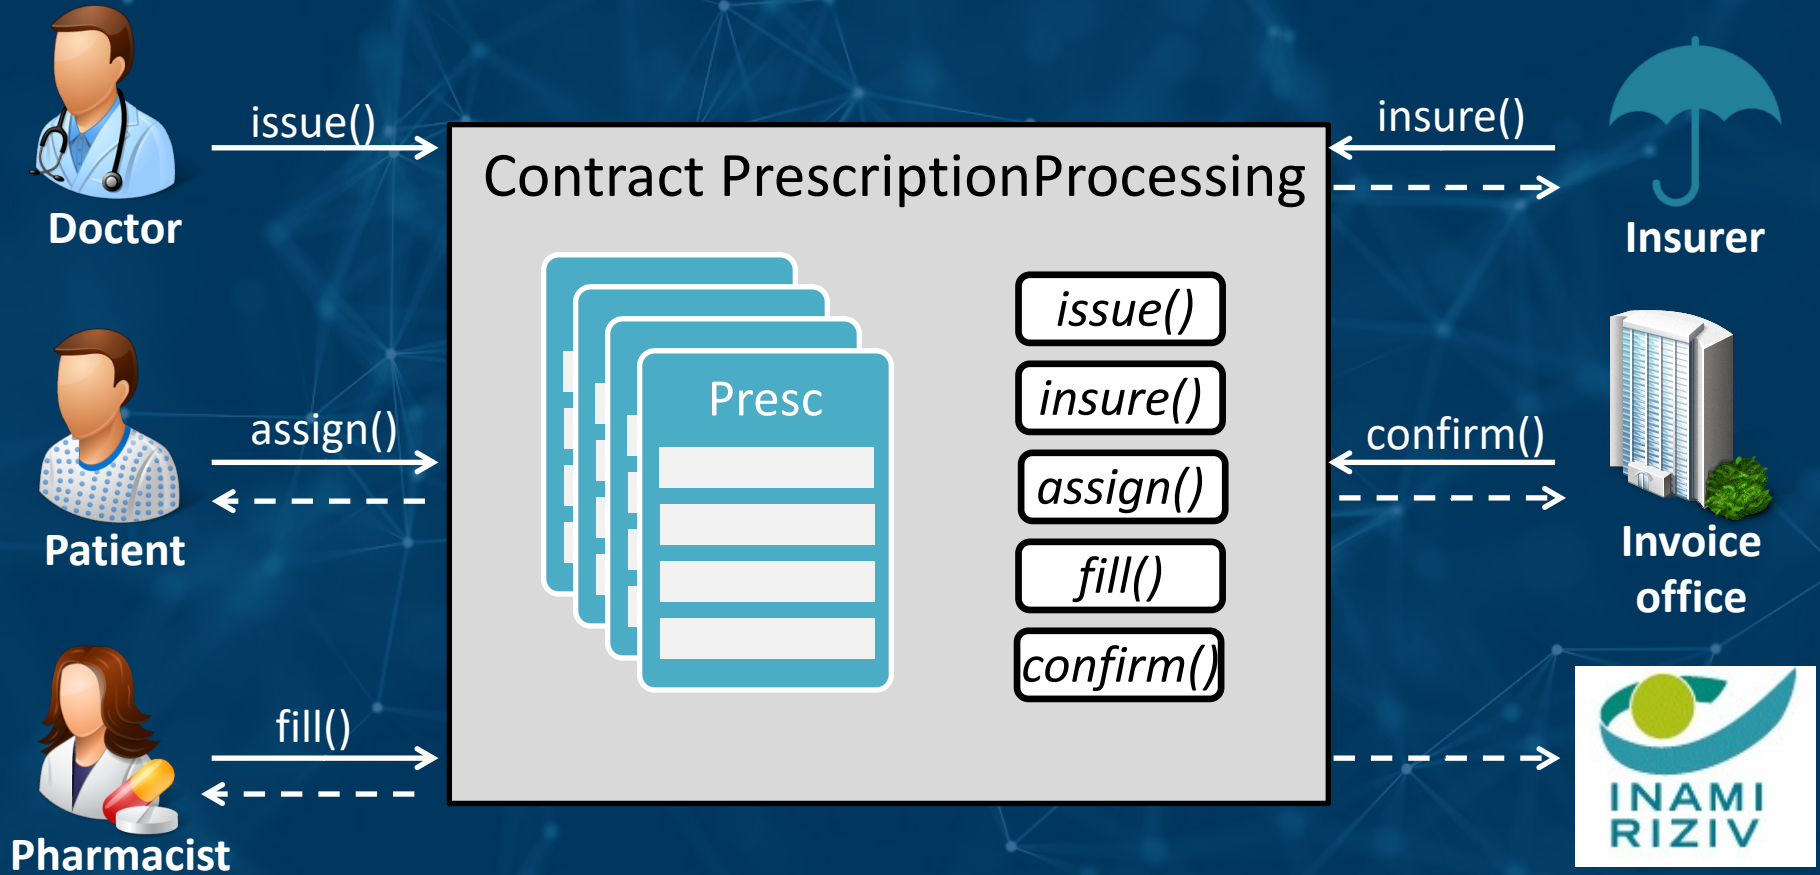 issue()
Doctor
assign()
Patient
fill()
Pharmacist
Contract PrescriptionProcessing
Presc
issue()
insure()
assign()
fill()
confirm()
insure()
Insurer
confirm()
Invoice
office
INAMI
RIZIV